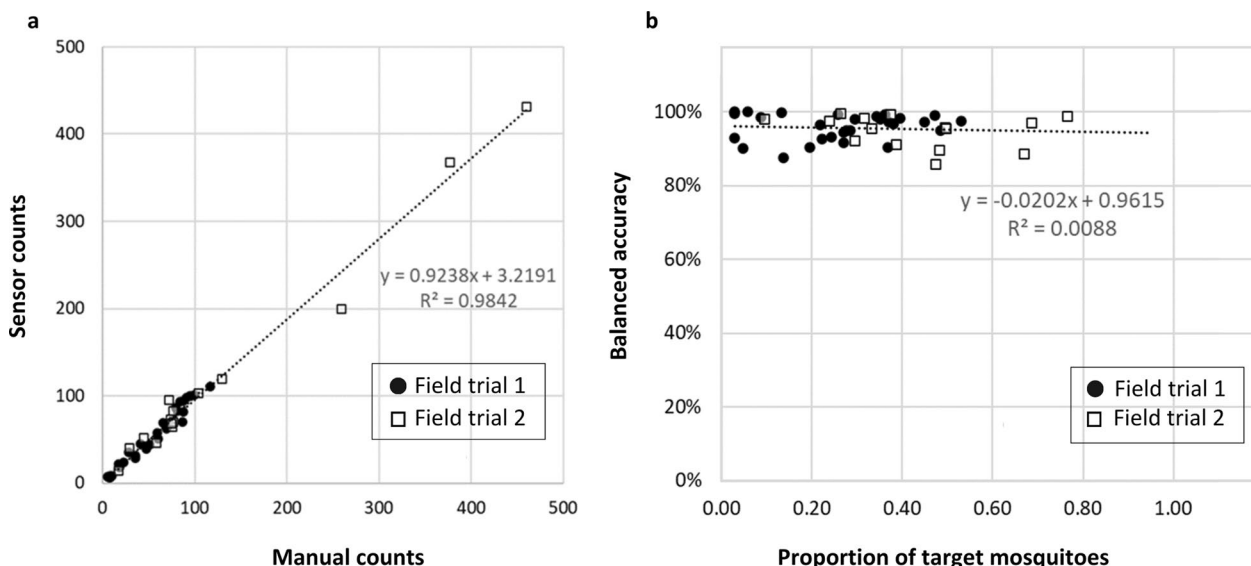 a
500
400
300
200
100
0
0 100 200 300 400 500
Sensor counts
Manual counts
y = 0.9238x + 3.2191
R² = 0.9842
Field trial 1
Field trial 2
b
100%
80%
60%
40%
20%
0%
0.00 0.20 0.40 0.60 0.80 1.00
Balanced accuracy
Proportion of target mosquitoes
y = -0.0202x + 0.9615
R² = 0.0088
Field trial 1
Field trial 2